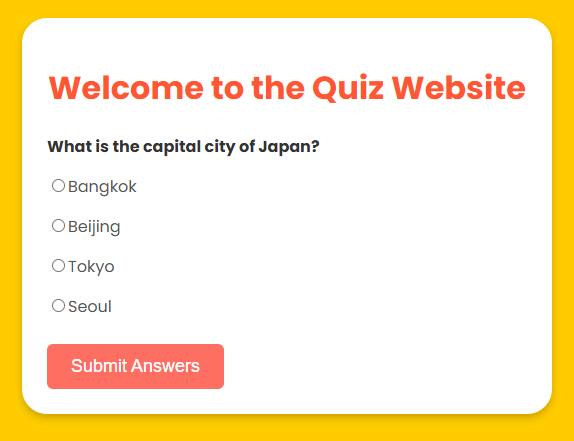 Welcome to the Quiz Website
What is the capital city of Japan?
Bangkok
Beijing
Tokyo
Seoul
Submit Answers